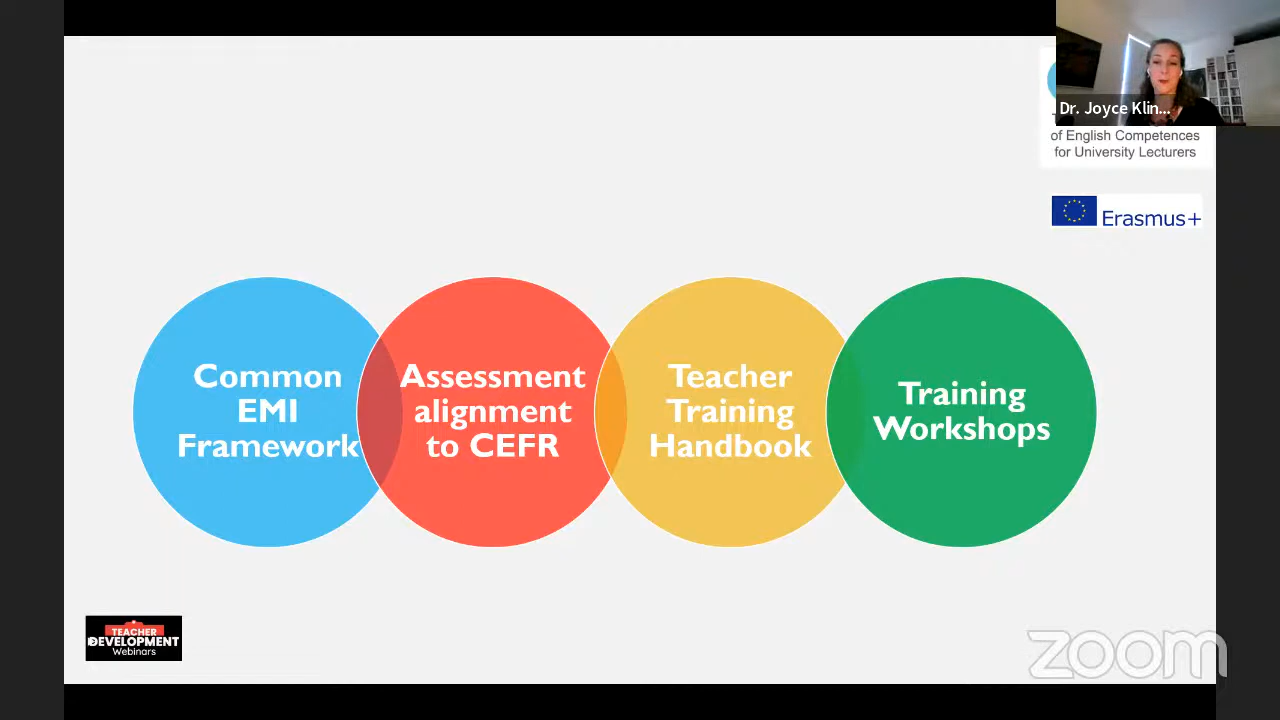 Dr. Joyce Klin...
of English Competences
for University Lecturers
Erasmus+
Common
EMI
Framework
Assessment
alignment
to CEFR
Teacher
Training
Handbook
Training
Workshops
TEACHER
DEVELOPMENT
Webinars
zoom